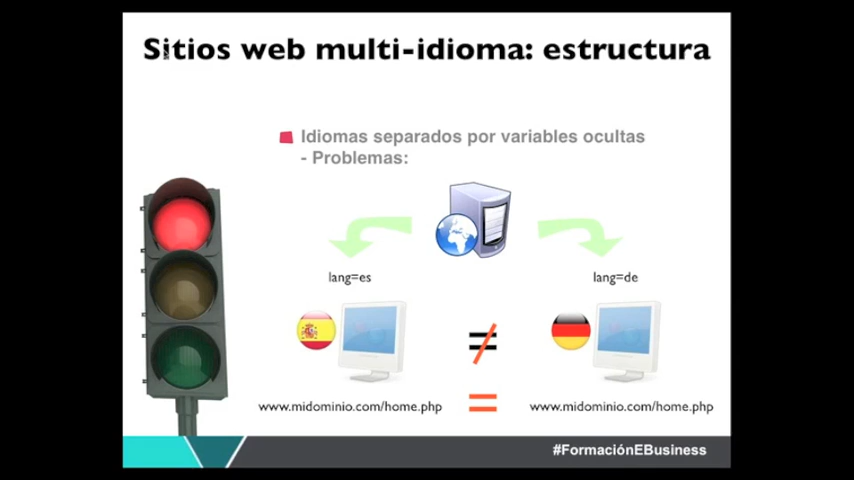 Sitios web multi-idioma: estructura
Idiomas separados por variables ocultas
- Problemas:
lang=es
lang=de
≠
www.midominio.com/home.php
=
www.midominio.com/home.php
#FormaciónEBusiness